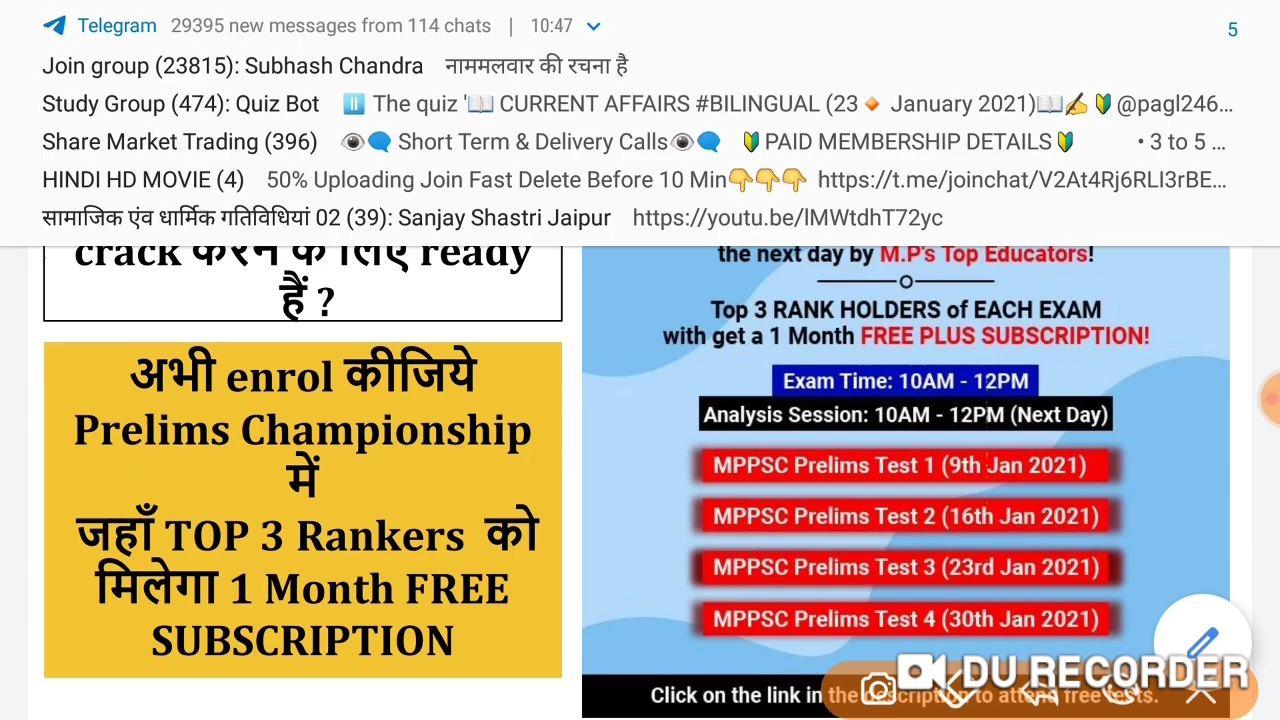 Telegram 29395 new messages from 114 chats | 10:47 5
Join group (23815): Subhash Chandra नाममलवार की रचना है
Study Group (474): Quiz Bot ⏸️ The quiz '📖 CURRENT AFFAIRS #BILINGUAL (23🔸 January 2021)📖✍️🔰@pagl246...
Share Market Trading (396) 👁️🗨️ Short Term & Delivery Calls👁️🗨️ 🔰PAID MEMBERSHIP DETAILS🔰 • 3 to 5 ...
HINDI HD MOVIE (4) 50% Uploading Join Fast Delete Before 10 Min👇👇👇 https://t.me/joinchat/V2At4Rj6RLI3rBE...
सामाजिक एंव धार्मिक गतिविधियां 02 (39): Sanjay Shastri Jaipur https://youtu.be/lMWtdhT72yc
crack करने के लिए ready
हैं ?
अभी enrol कीजिये
Prelims Championship
में
जहाँ TOP 3 Rankers को
मिलेगा 1 Month FREE
SUBSCRIPTION
the next day by M.P's Top Educators!
Top 3 RANK HOLDERS of EACH EXAM
with get a 1 Month FREE PLUS SUBSCRIPTION!
Exam Time: 10AM - 12PM
Analysis Session: 10AM - 12PM (Next Day)
MPPSC Prelims Test 1 (9th Jan 2021)
MPPSC Prelims Test 2 (16th Jan 2021)
MPPSC Prelims Test 3 (23rd Jan 2021)
MPPSC Prelims Test 4 (30th Jan 2021)
Click on the link in the description to attend free tests.
DU RECORDER